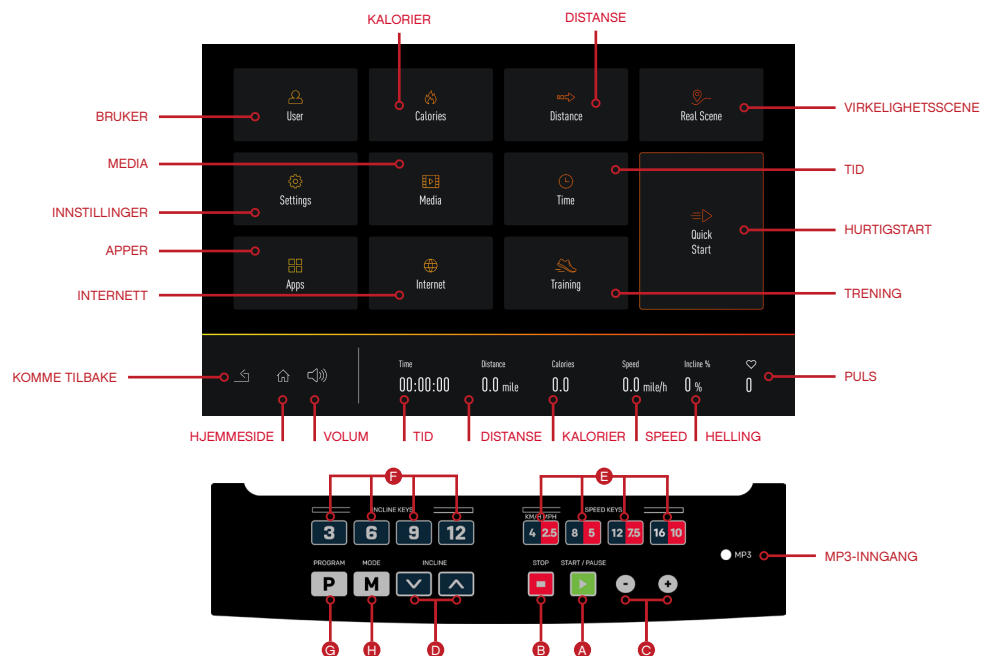 KALORIER
DISTANSE
BRUKER
User
Calories
Distance
Real Scene
VIRKELIGHETSSCENE
MEDIA
TID
INNSTILLINGER
Settings
Media
Time
Quick
Start
HURTIGSTART
APPER
Apps
Internet
Training
INTERNETT
TRENING
KOMME TILBAKE
Time
Distance
Calories
Speed
Incline %
00:00:00
0.0 mile
0.0
0.0 mile/h
0 %
0
PULS
HJEMMESIDE
VOLUM
TID
DISTANSE
KALORIER
SPEED
HELLING
F
E
INCLINE KEYS
KM/H MPH
SPEED KEYS
3 6 9 12
4 2.5 8 5 12 7.5 16 10
MP3
MP3-INNGANG
PROGRAM
MODE
INCLINE
STOP
START / PAUSE
P M
- +
G H D B A C